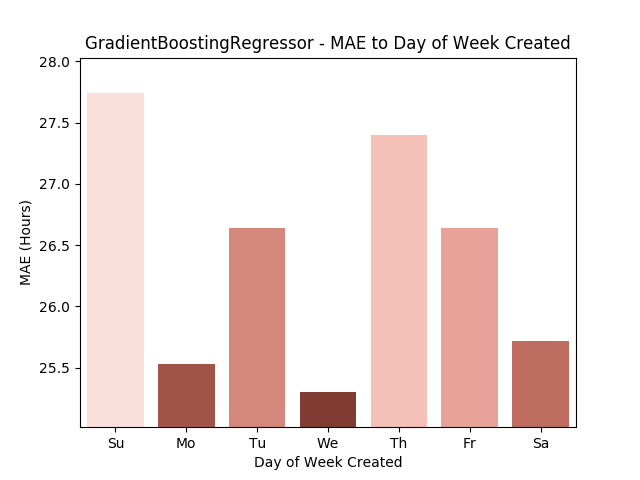 GradientBoostingRegressor - MAE to Day of Week Created
28.0
27.5
27.0
26.5
26.0
25.5
MAE (Hours)
Su Mo Tu We Th Fr Sa
Day of Week Created